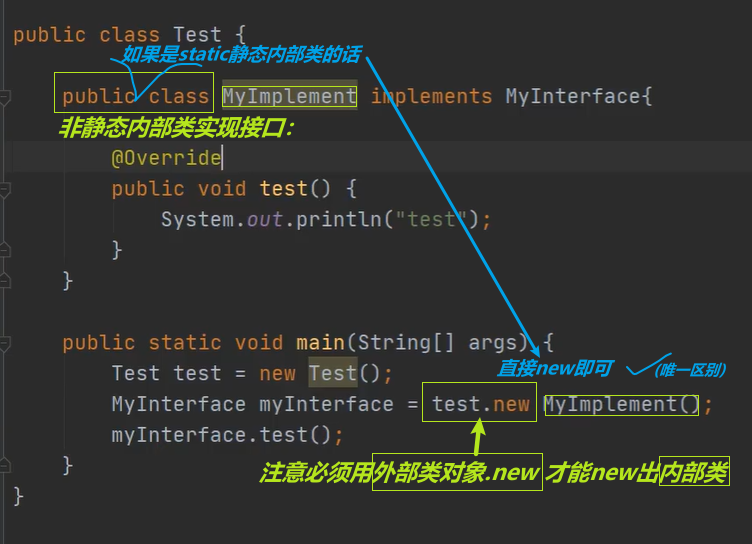 public class Test {
如果是static静态内部类的话
public class MyImplement implements MyInterface{
非静态内部类实现接口：
@Override
public void test() {
System.out.println("test");
}
}
public static void main(String[] args) {
直接new即可 (唯一区别)
Test test = new Test();
MyInterface myInterface = test.new MyImplement();
myInterface.test();
}
注意必须用外部类对象.new 才能new出内部类
}